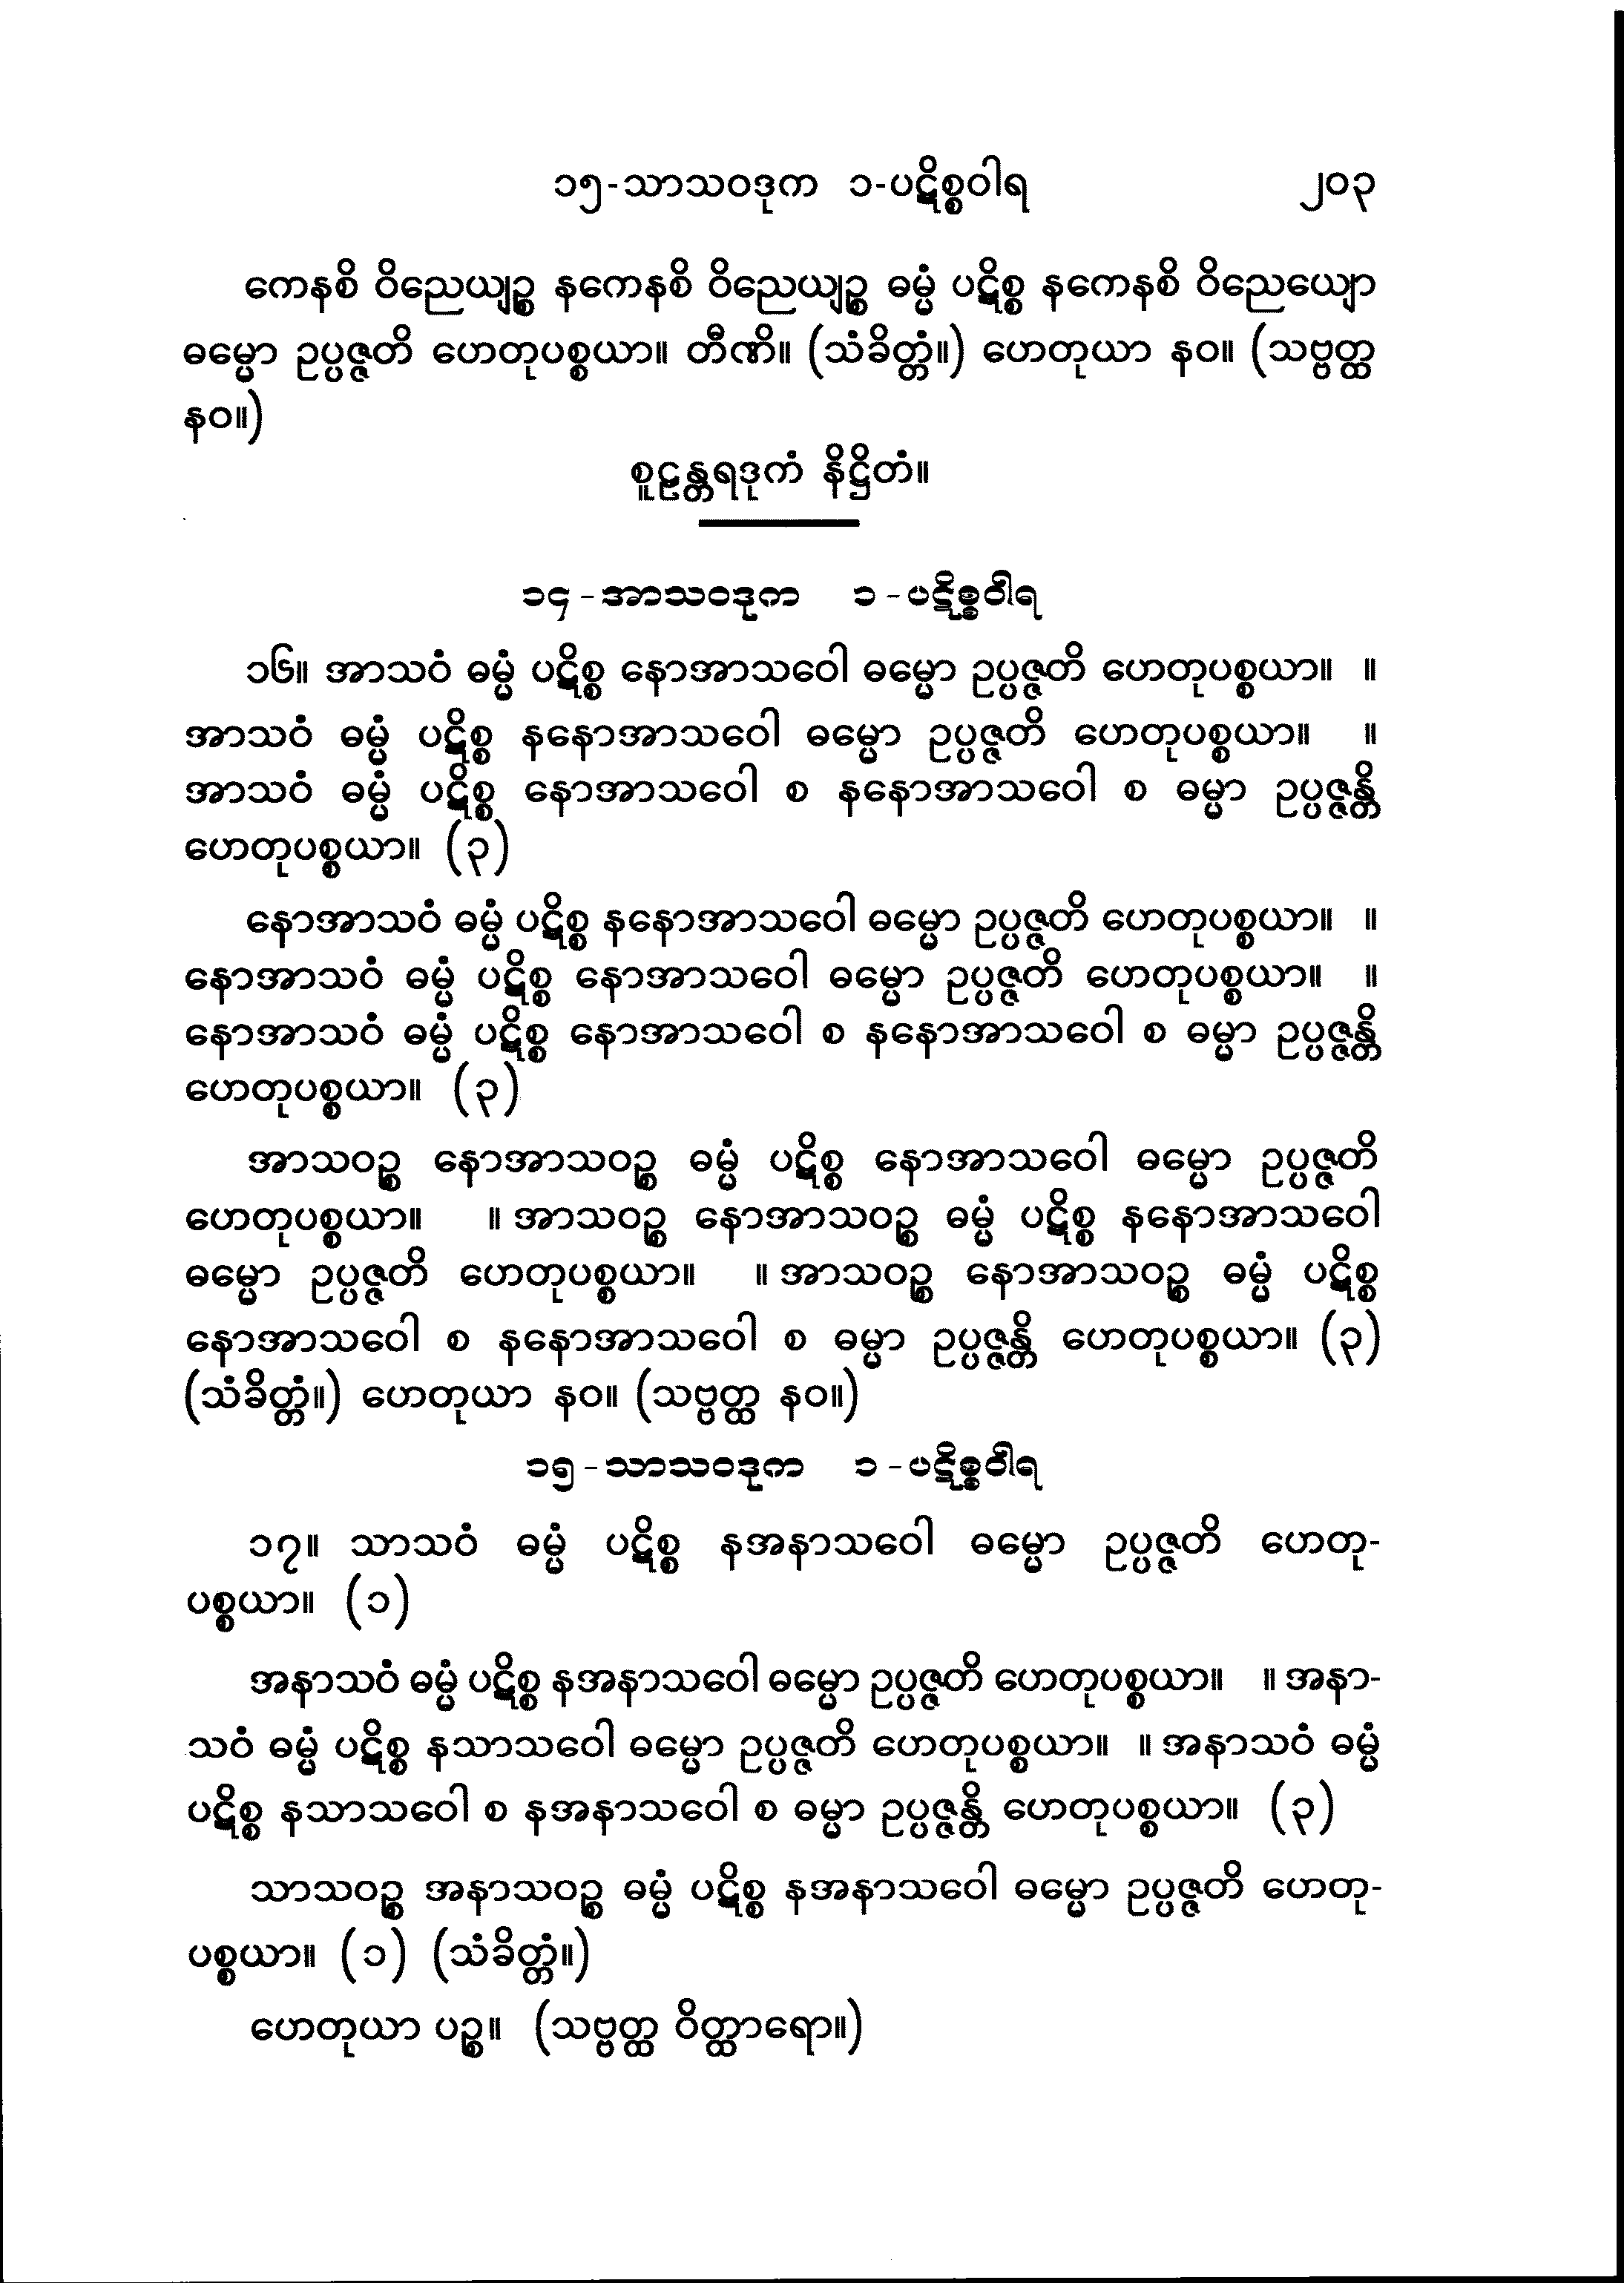 ၁၅-သာသဝဒုက ၁-ပဋိစ္စဝါရ ၂၀၃
ကေနစိ ဝိညေယျဉ္စ နကေနစိ ဝိညေယျဉ္စ ဓမ္မံ ပဋိစ္စ နကေနစိ ဝိညေယျော
ဓမ္မော ဥပ္ပဇ္ဇတိ ဟေတုပစ္စယာ။ တီဏိ။ (သံခိတ္တံ။) ဟေတုယာ နဝ။ (သဗ္ဗတ္ထ
နဝ။)
စူဠန္တရဒုကံ နိဋ္ဌိတံ။
၁၄-အာသဝဒုက ၁-ပဋိစ္စဝါရ
၁၆။ အာသဝံ ဓမ္မံ ပဋိစ္စ နောအာသဝေါ ဓမ္မော ဥပ္ပဇ္ဇတိ ဟေတုပစ္စယာ။ ။
အာသဝံ ဓမ္မံ ပဋိစ္စ နနောအာသဝေါ ဓမ္မော ဥပ္ပဇ္ဇတိ ဟေတုပစ္စယာ။ ။
အာသဝံ ဓမ္မံ ပဋိစ္စ နောအာသဝေါ စ နနောအာသဝေါ စ ဓမ္မာ ဥပ္ပဇ္ဇန္တိ
ဟေတုပစ္စယာ။ (၃)
နောအာသဝံ ဓမ္မံ ပဋိစ္စ နနောအာသဝေါ ဓမ္မော ဥပ္ပဇ္ဇတိ ဟေတုပစ္စယာ။ ။
နောအာသဝံ ဓမ္မံ ပဋိစ္စ နောအာသဝေါ ဓမ္မော ဥပ္ပဇ္ဇတိ ဟေတုပစ္စယာ။ ။
နောအာသဝံ ဓမ္မံ ပဋိစ္စ နောအာသဝေါ စ နနောအာသဝေါ စ ဓမ္မာ ဥပ္ပဇ္ဇန္တိ
ဟေတုပစ္စယာ။ (၃)
အာသဝဉ္စ နောအာသဝဉ္စ ဓမ္မံ ပဋိစ္စ နောအာသဝေါ ဓမ္မော ဥပ္ပဇ္ဇတိ
ဟေတုပစ္စယာ။ ။ အာသဝဉ္စ နောအာသဝဉ္စ ဓမ္မံ ပဋိစ္စ နနောအာသဝေါ
ဓမ္မော ဥပ္ပဇ္ဇတိ ဟေတုပစ္စယာ။ ။ အာသဝဉ္စ နောအာသဝဉ္စ ဓမ္မံ ပဋိစ္စ
နောအာသဝေါ စ နနောအာသဝေါ စ ဓမ္မာ ဥပ္ပဇ္ဇန္တိ ဟေတုပစ္စယာ။ (၃)
(သံခိတ္တံ။) ဟေတုယာ နဝ။ (သဗ္ဗတ္ထ နဝ။)
၁၅-သာသဝဒုက ၁-ပဋိစ္စဝါရ
၁၇။ သာသဝံ ဓမ္မံ ပဋိစ္စ နအနာသဝေါ ဓမ္မော ဥပ္ပဇ္ဇတိ ဟေတု-
ပစ္စယာ။ (၁)
အနာသဝံ ဓမ္မံ ပဋိစ္စ နအနာသဝေါ ဓမ္မော ဥပ္ပဇ္ဇတိ ဟေတုပစ္စယာ။ ။ အနာ-
သဝံ ဓမ္မံ ပဋိစ္စ နသာသဝေါ ဓမ္မော ဥပ္ပဇ္ဇတိ ဟေတုပစ္စယာ။ ။ အနာသဝံ ဓမ္မံ
ပဋိစ္စ နသာသဝေါ စ နအနာသဝေါ စ ဓမ္မာ ဥပ္ပဇ္ဇန္တိ ဟေတုပစ္စယာ။ (၃)
သာသဝဉ္စ အနာသဝဉ္စ ဓမ္မံ ပဋိစ္စ နအနာသဝေါ ဓမ္မော ဥပ္ပဇ္ဇတိ ဟေတု-
ပစ္စယာ။ (၁) (သံခိတ္တံ။)
ဟေတုယာ ပဉ္စ။ (သဗ္ဗတ္ထ ဝိတ္ထာရော။)